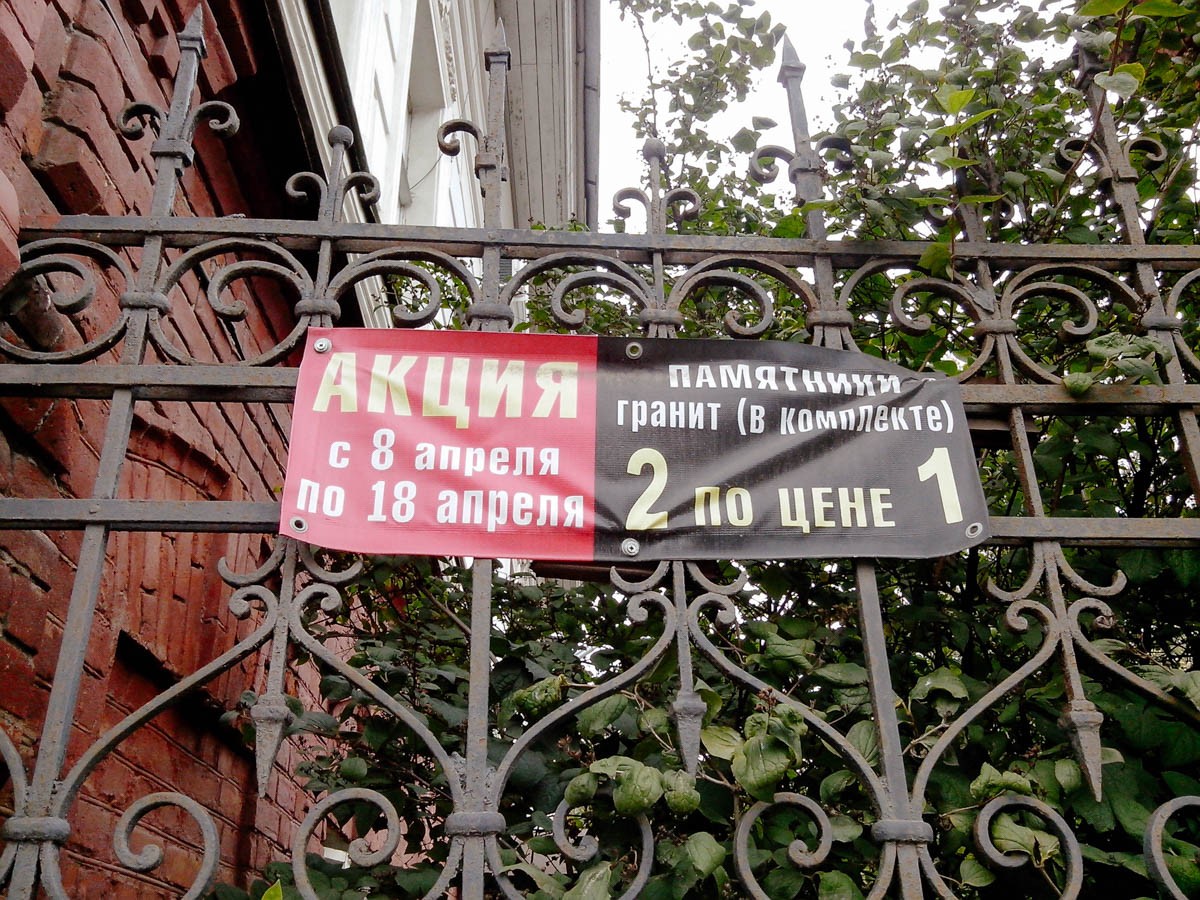 АКЦИЯ
с 8 апреля
по 18 апреля
ПАМЯТНИКИ
гранит (в комплекте)
2 по цене 1